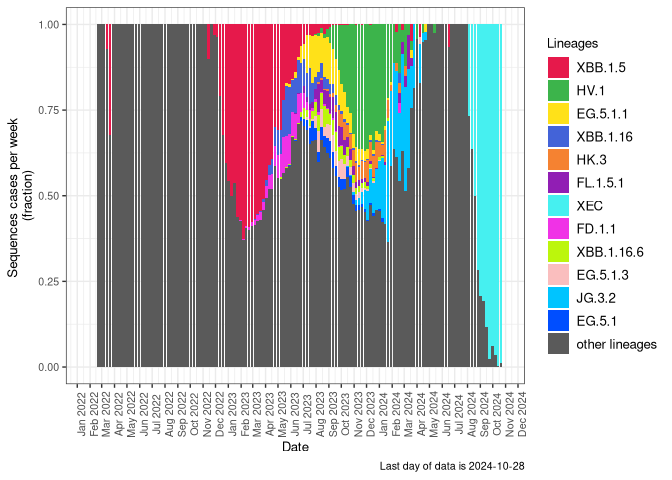 1.00
0.75
0.50
0.25
0.00
Sequences cases per week
(fraction)
Jan 2022
Feb 2022
Mar 2022
Apr 2022
May 2022
Jun 2022
Jul 2022
Aug 2022
Sep 2022
Oct 2022
Nov 2022
Dec 2022
Jan 2023
Feb 2023
Mar 2023
Apr 2023
May 2023
Jun 2023
Jul 2023
Aug 2023
Sep 2023
Oct 2023
Nov 2023
Dec 2023
Jan 2024
Feb 2024
Mar 2024
Apr 2024
May 2024
Jun 2024
Jul 2024
Aug 2024
Sep 2024
Oct 2024
Nov 2024
Dec 2024
Date
Lineages
XBB.1.5
HV.1
EG.5.1.1
XBB.1.16
HK.3
FL.1.5.1
XEC
FD.1.1
XBB.1.16.6
EG.5.1.3
JG.3.2
EG.5.1
other lineages
Last day of data is 2024-10-28